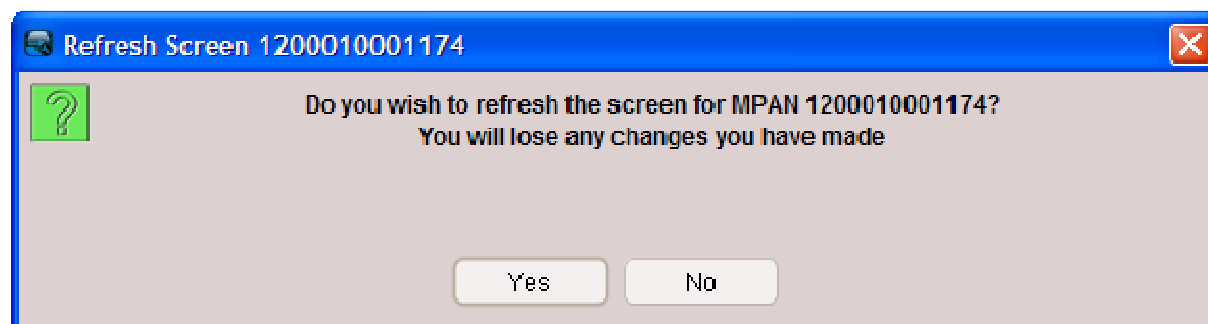 Refresh Screen 1200010001174
Do you wish to refresh the screen for MPAN 1200010001174?
You will lose any changes you have made
Yes No